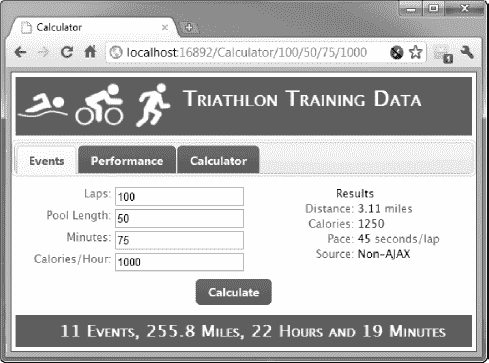 Calculator
localhost:16892/Calculator/100/50/75/1000
1
TRIATHLON TRAINING DATA
Events Performance Calculator
Laps: 100
Pool Length: 50
Minutes: 75
Calories/Hour: 1000
Calculate
Results
Distance: 3.11 miles
Calories: 1250
Pace: 45 seconds/lap
Source: Non-AJAX
11 EVENTS, 255.8 MILES, 22 HOURS AND 19 MINUTES